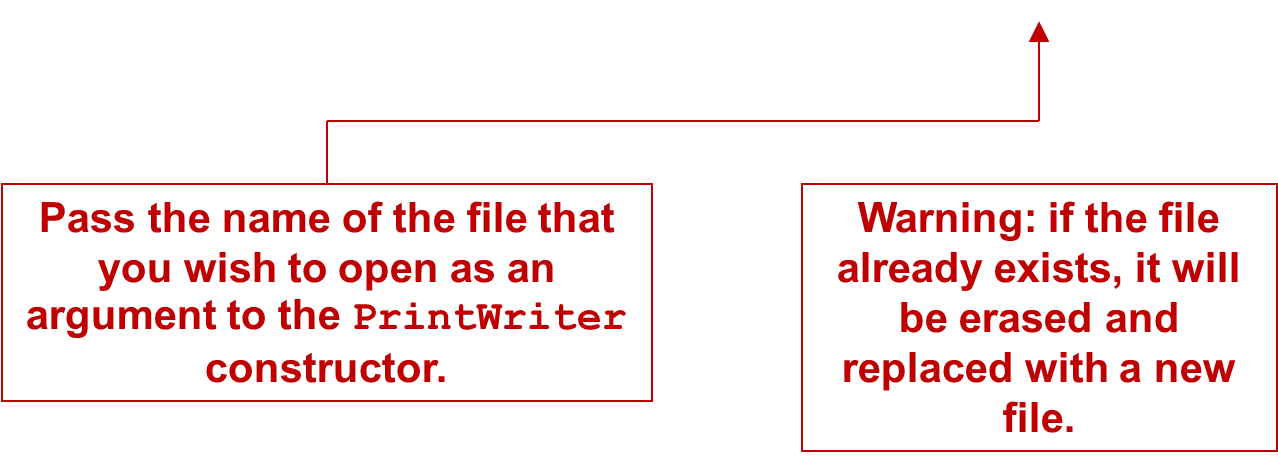 Pass the name of the file that
you wish to open as an
argument to the PrintWriter
constructor.
Warning: if the file
already exists, it will
be erased and
replaced with a new
file.